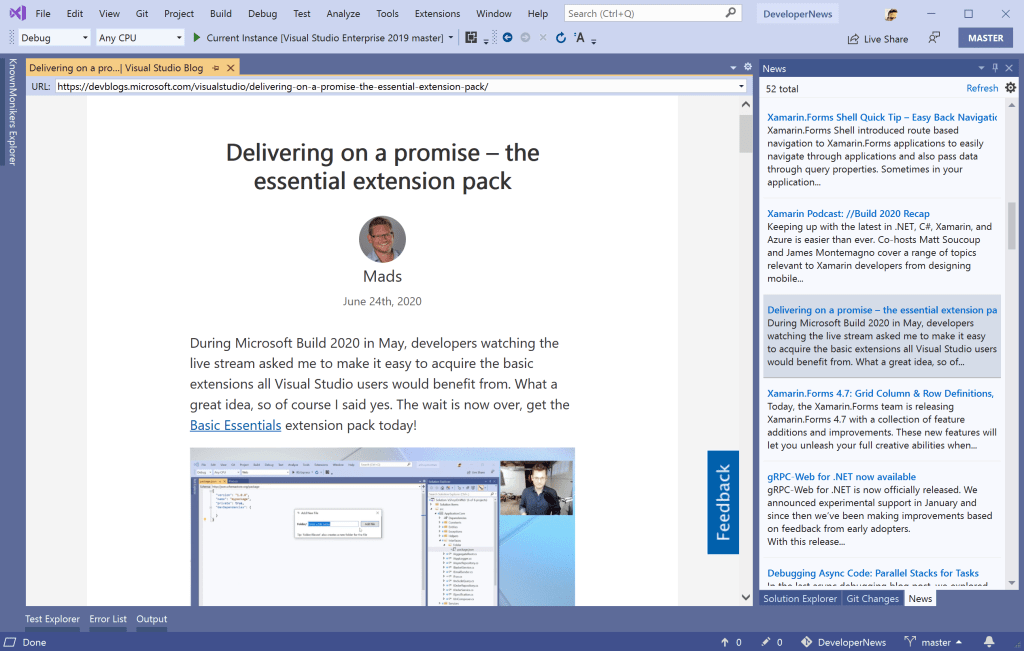 File Edit View Git Project Build Debug Test Analyze Tools Extensions Window Help Search (Ctrl+Q) DeveloperNews
Debug Any CPU Current Instance [Visual Studio Enterprise 2019 master] Live Share MASTER
KnownMonikers Explorer
Delivering on a pro...| Visual Studio Blog
URL: https://devblogs.microsoft.com/visualstudio/delivering-on-a-promise-the-essential-extension-pack/
Delivering on a promise – the
essential extension pack
Mads
June 24th, 2020
During Microsoft Build 2020 in May, developers watching the
live stream asked me to make it easy to acquire the basic
extensions all Visual Studio users would benefit from. What a
great idea, so of course I said yes. The wait is now over, get the
Basic Essentials extension pack today!
Feedback
News
52 total Refresh
Xamarin.Forms Shell Quick Tip – Easy Back Navigatio
Xamarin.Forms Shell introduced route based
navigation to Xamarin.Forms applications to easily
navigate through applications and also pass data
through query properties. Sometimes in your
application...
Xamarin Podcast: //Build 2020 Recap
Keeping up with the latest in .NET, C#, Xamarin, and
Azure is easier than ever. Co-hosts Matt Soucoup
and James Montemagno cover a range of topics
relevant to Xamarin developers from designing
mobile...
Delivering on a promise – the essential extension pa
During Microsoft Build 2020 in May, developers
watching the live stream asked me to make it easy
to acquire the basic extensions all Visual Studio users
would benefit from. What a great idea, so of...
Xamarin.Forms 4.7: Grid Column & Row Definitions,
Today, the Xamarin.Forms team is releasing
Xamarin.Forms 4.7 with a collection of feature
additions and improvements. These new features will
let you unleash your full creative abilities when...
gRPC-Web for .NET now available
gRPC-Web for .NET is now officially released. We
announced experimental support in January and
since then we've been making improvements based
on feedback from early adopters.
With this release...
Debugging Async Code: Parallel Stacks for Tasks
In the last async debugging blog post, we explored
Solution Explorer Git Changes News
Test Explorer Error List Output
Done 0 0 DeveloperNews master